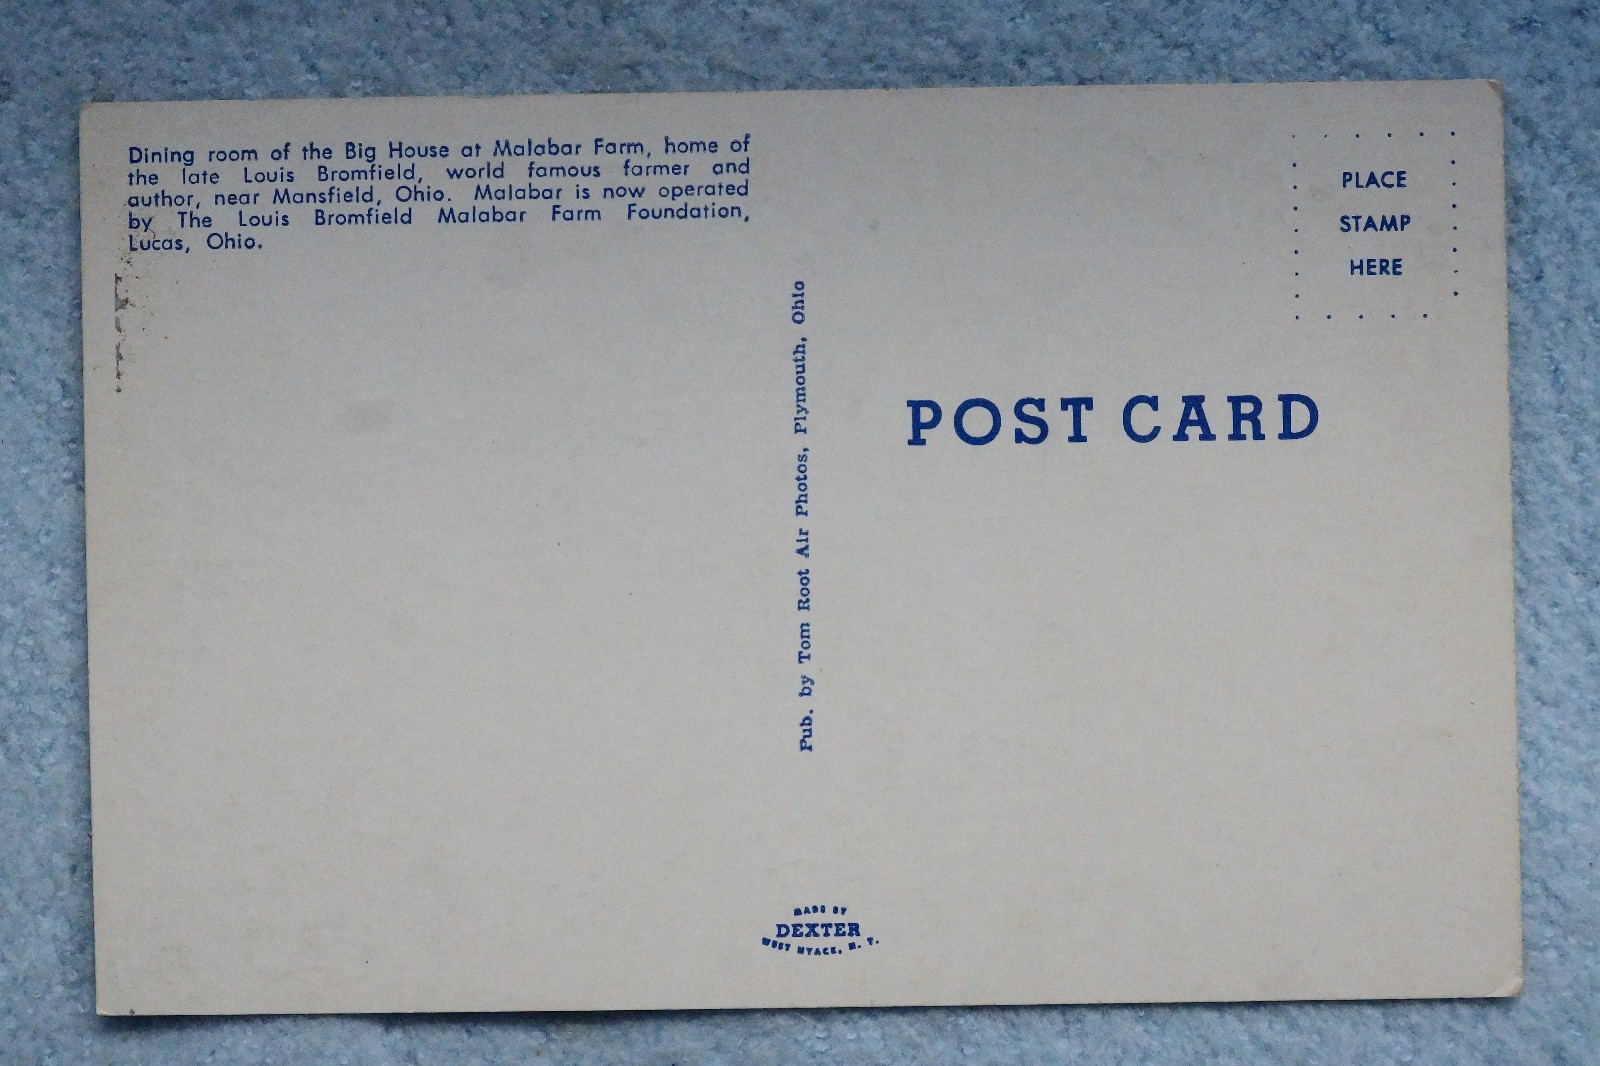 Dining room of the Big House at Malabar Farm, home of
the late Louis Bromfield, world famous farmer and
author, near Mansfield, Ohio. Malabar is now operated
by The Louis Bromfield Malabar Farm Foundation,
Lucas, Ohio.
Pub. by Tom Root Air Photos, Plymouth, Ohio
PLACE
STAMP
HERE
POST CARD
MADE BY
DEXTER
WEST NYACK, N. Y.